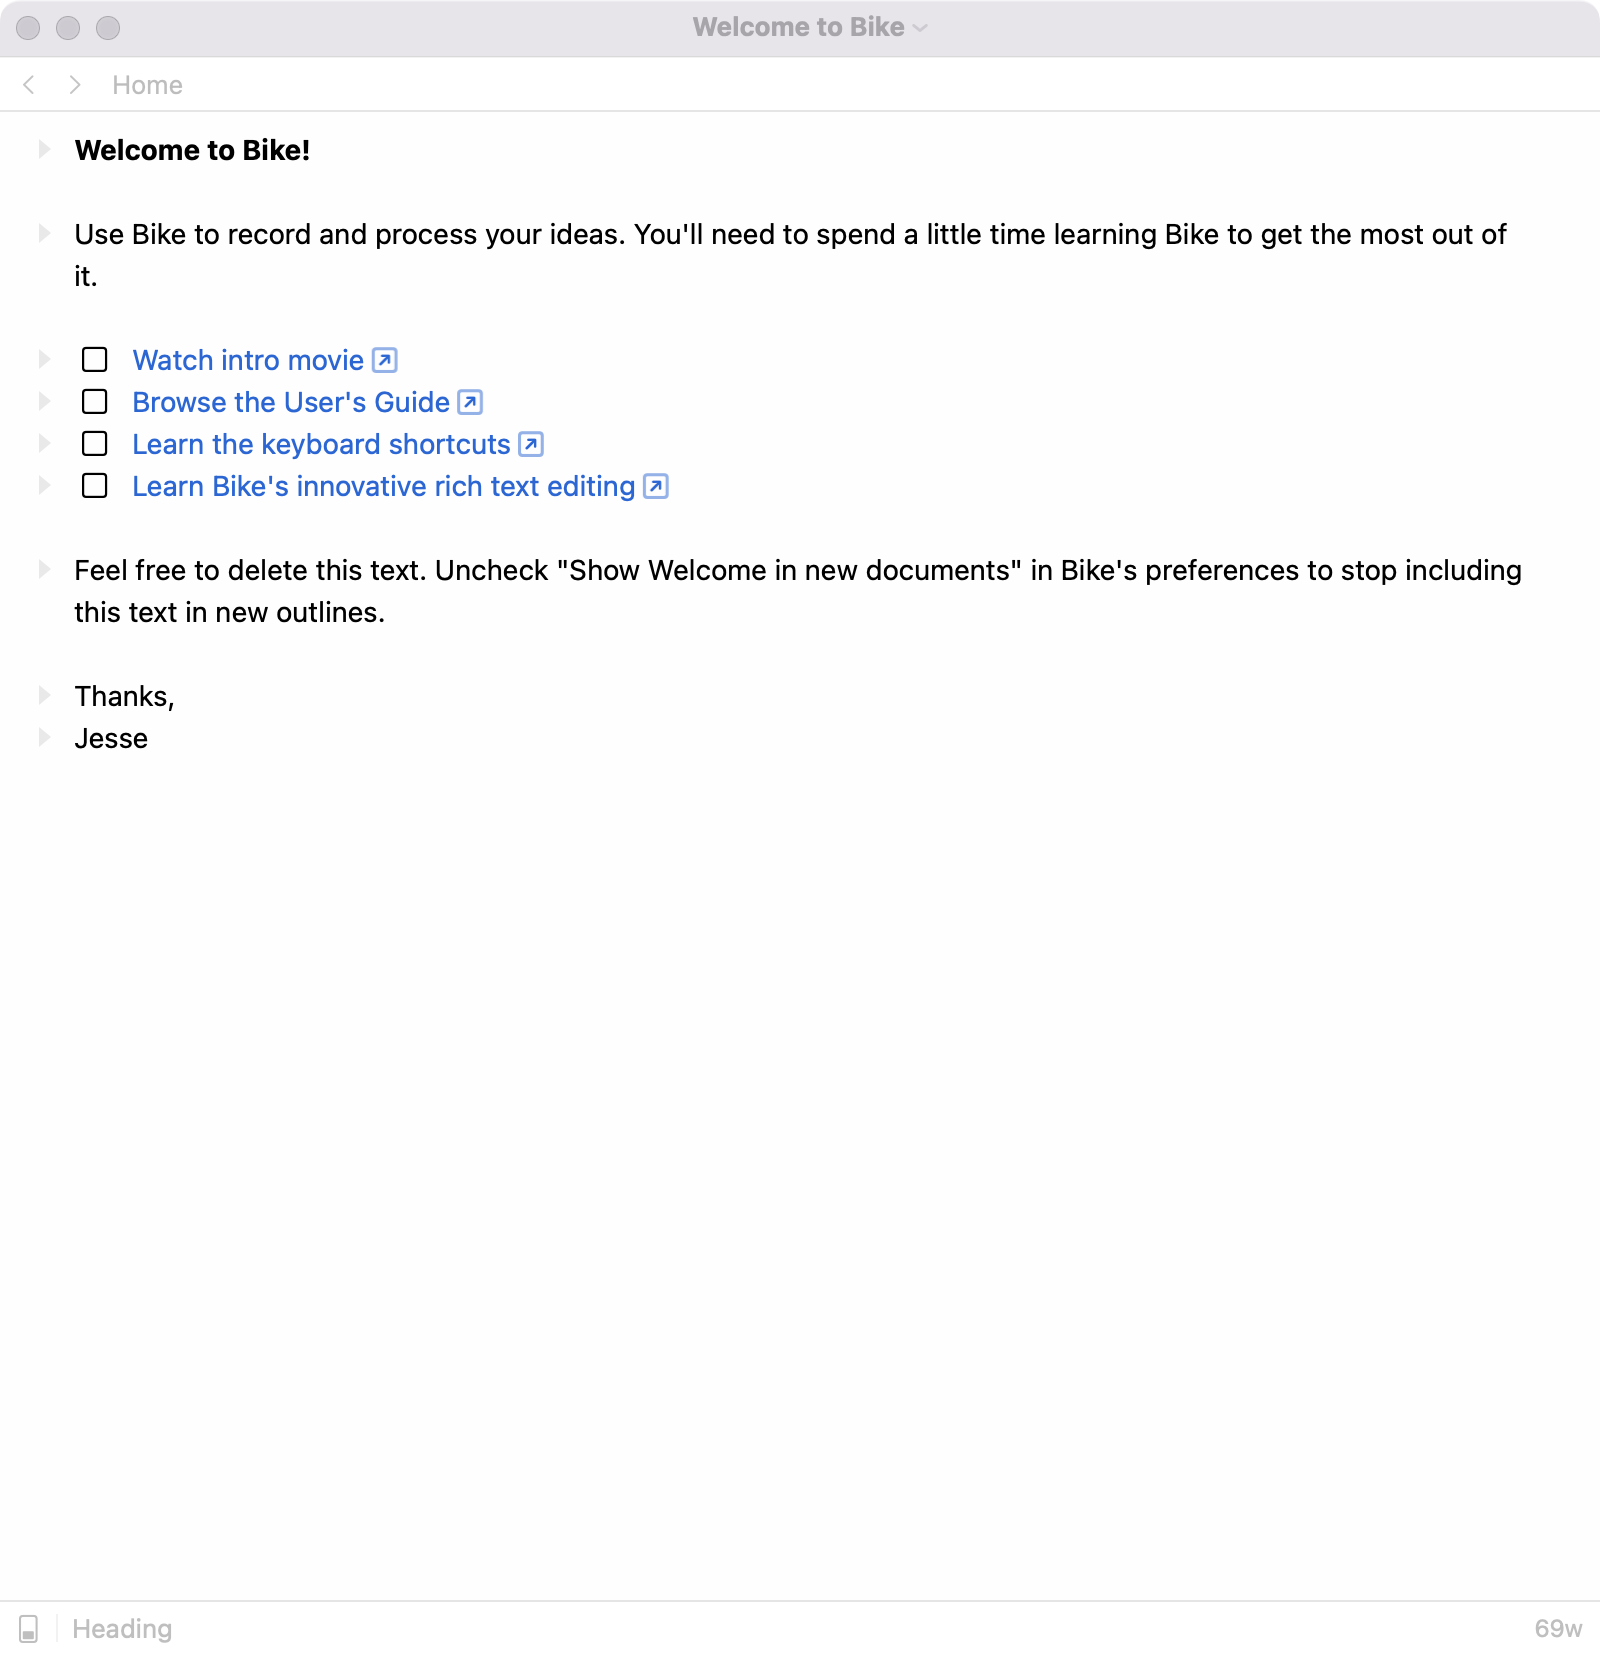 Welcome to Bike
Home
Welcome to Bike!
Use Bike to record and process your ideas. You'll need to spend a little time learning Bike to get the most out of
it.
Watch intro movie
Browse the User's Guide
Learn the keyboard shortcuts
Learn Bike's innovative rich text editing
Feel free to delete this text. Uncheck "Show Welcome in new documents" in Bike's preferences to stop including
this text in new outlines.
Thanks,
Jesse
Heading
69w